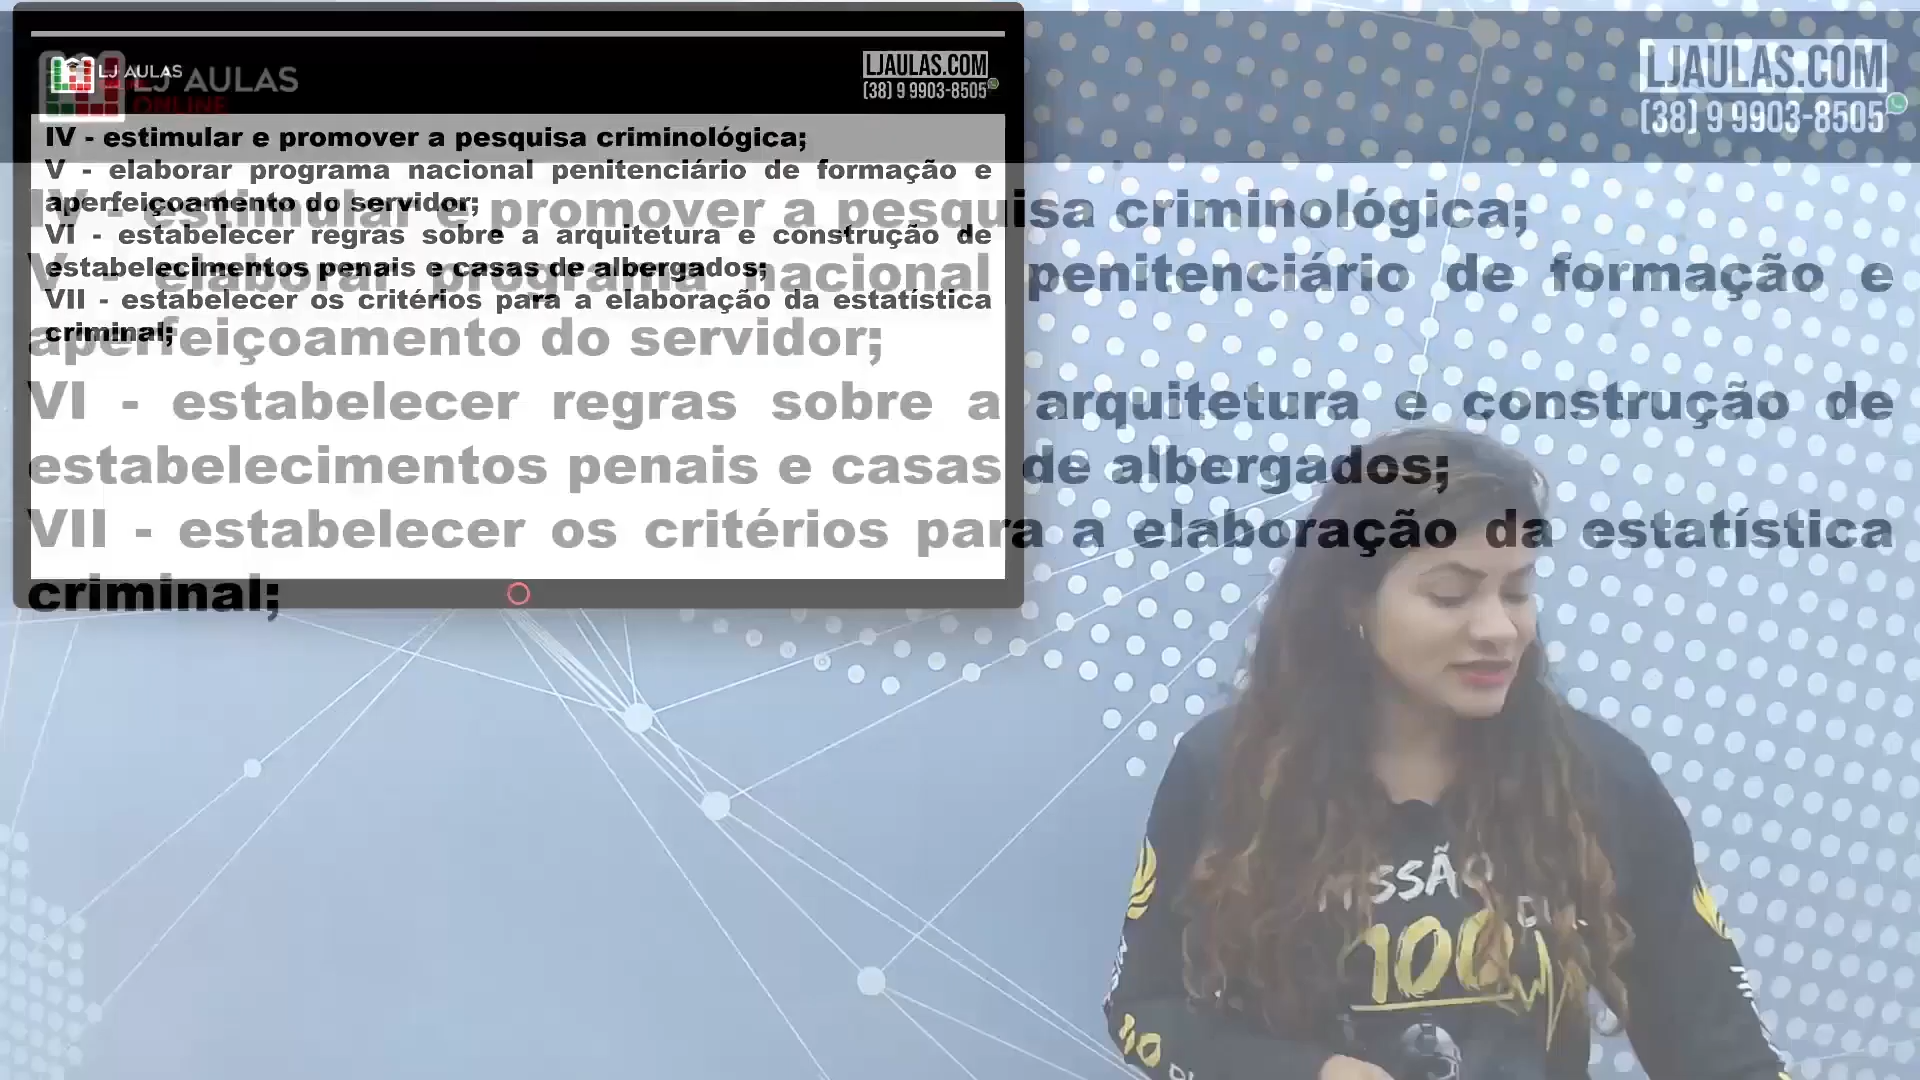 LJ AULAS
LJ AULAS
ONLINE
LJAULAS.COM
(38) 9 9903-8505
LJAULAS.COM
(38) 9 9903-8505
IV - estimular e promover a pesquisa criminológica;
V - elaborar programa nacional penitenciário de formação e
aperfeiçoamento do servidor;
VI - estabelecer regras sobre a arquitetura e construção de
estabelecimentos penais e casas de albergados;
VII - estabelecer os critérios para a elaboração da estatística
criminal;
IV - estimular e promover a pesquisa criminológica;
V - elaborar programa nacional penitenciário de formação e
aperfeiçoamento do servidor;
VI - estabelecer regras sobre a arquitetura e construção de
estabelecimentos penais e casas de albergados;
VII - estabelecer os critérios para a elaboração da estatística
criminal;
100